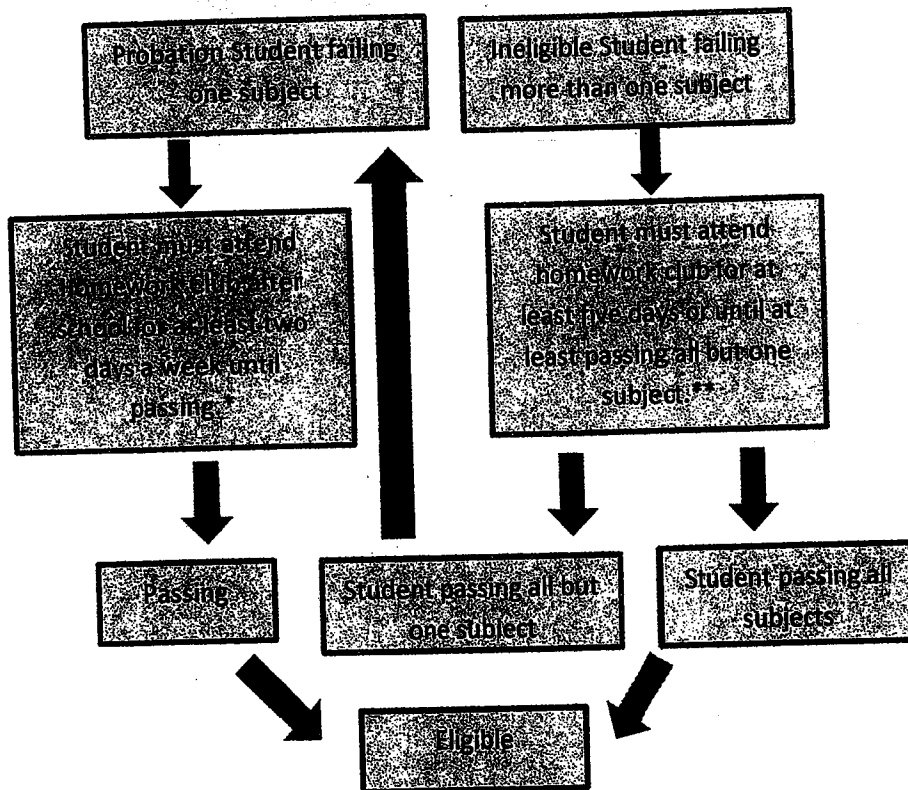 Probation Student failing
one subject
Ineligible Student failing
more than one subject
Student must attend
Homework Club after
school for at least two
days a week until
passing.*
Student must attend
homework club for at
least five days or until at
least passing all but one
subject.**
Passing
Student passing all but
one subject
Student passing all
subjects
Eligible